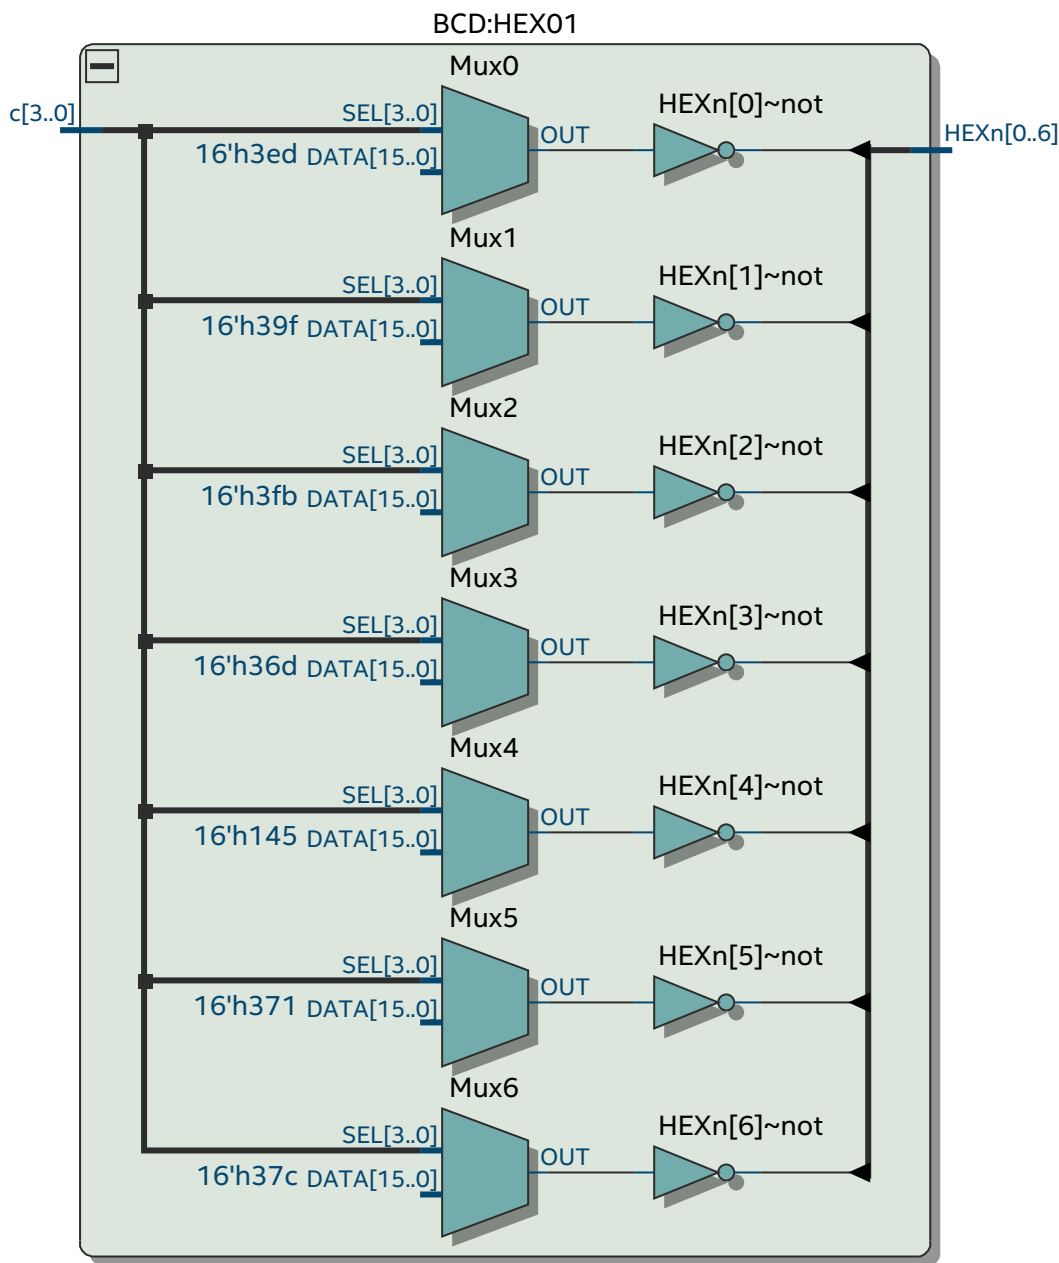 BCD:HEX01
Mux0
c[3..0]
SEL[3..0]
HEXn[0]~not
OUT
HEXn[0..6]
16'h3ed DATA[15..0]
Mux1
SEL[3..0]
HEXn[1]~not
OUT
16'h39f DATA[15..0]
Mux2
SEL[3..0]
HEXn[2]~not
OUT
16'h3fb DATA[15..0]
Mux3
SEL[3..0]
HEXn[3]~not
OUT
16'h36d DATA[15..0]
Mux4
SEL[3..0]
HEXn[4]~not
OUT
16'h145 DATA[15..0]
Mux5
SEL[3..0]
HEXn[5]~not
OUT
16'h371 DATA[15..0]
Mux6
SEL[3..0]
HEXn[6]~not
OUT
16'h37c DATA[15..0]